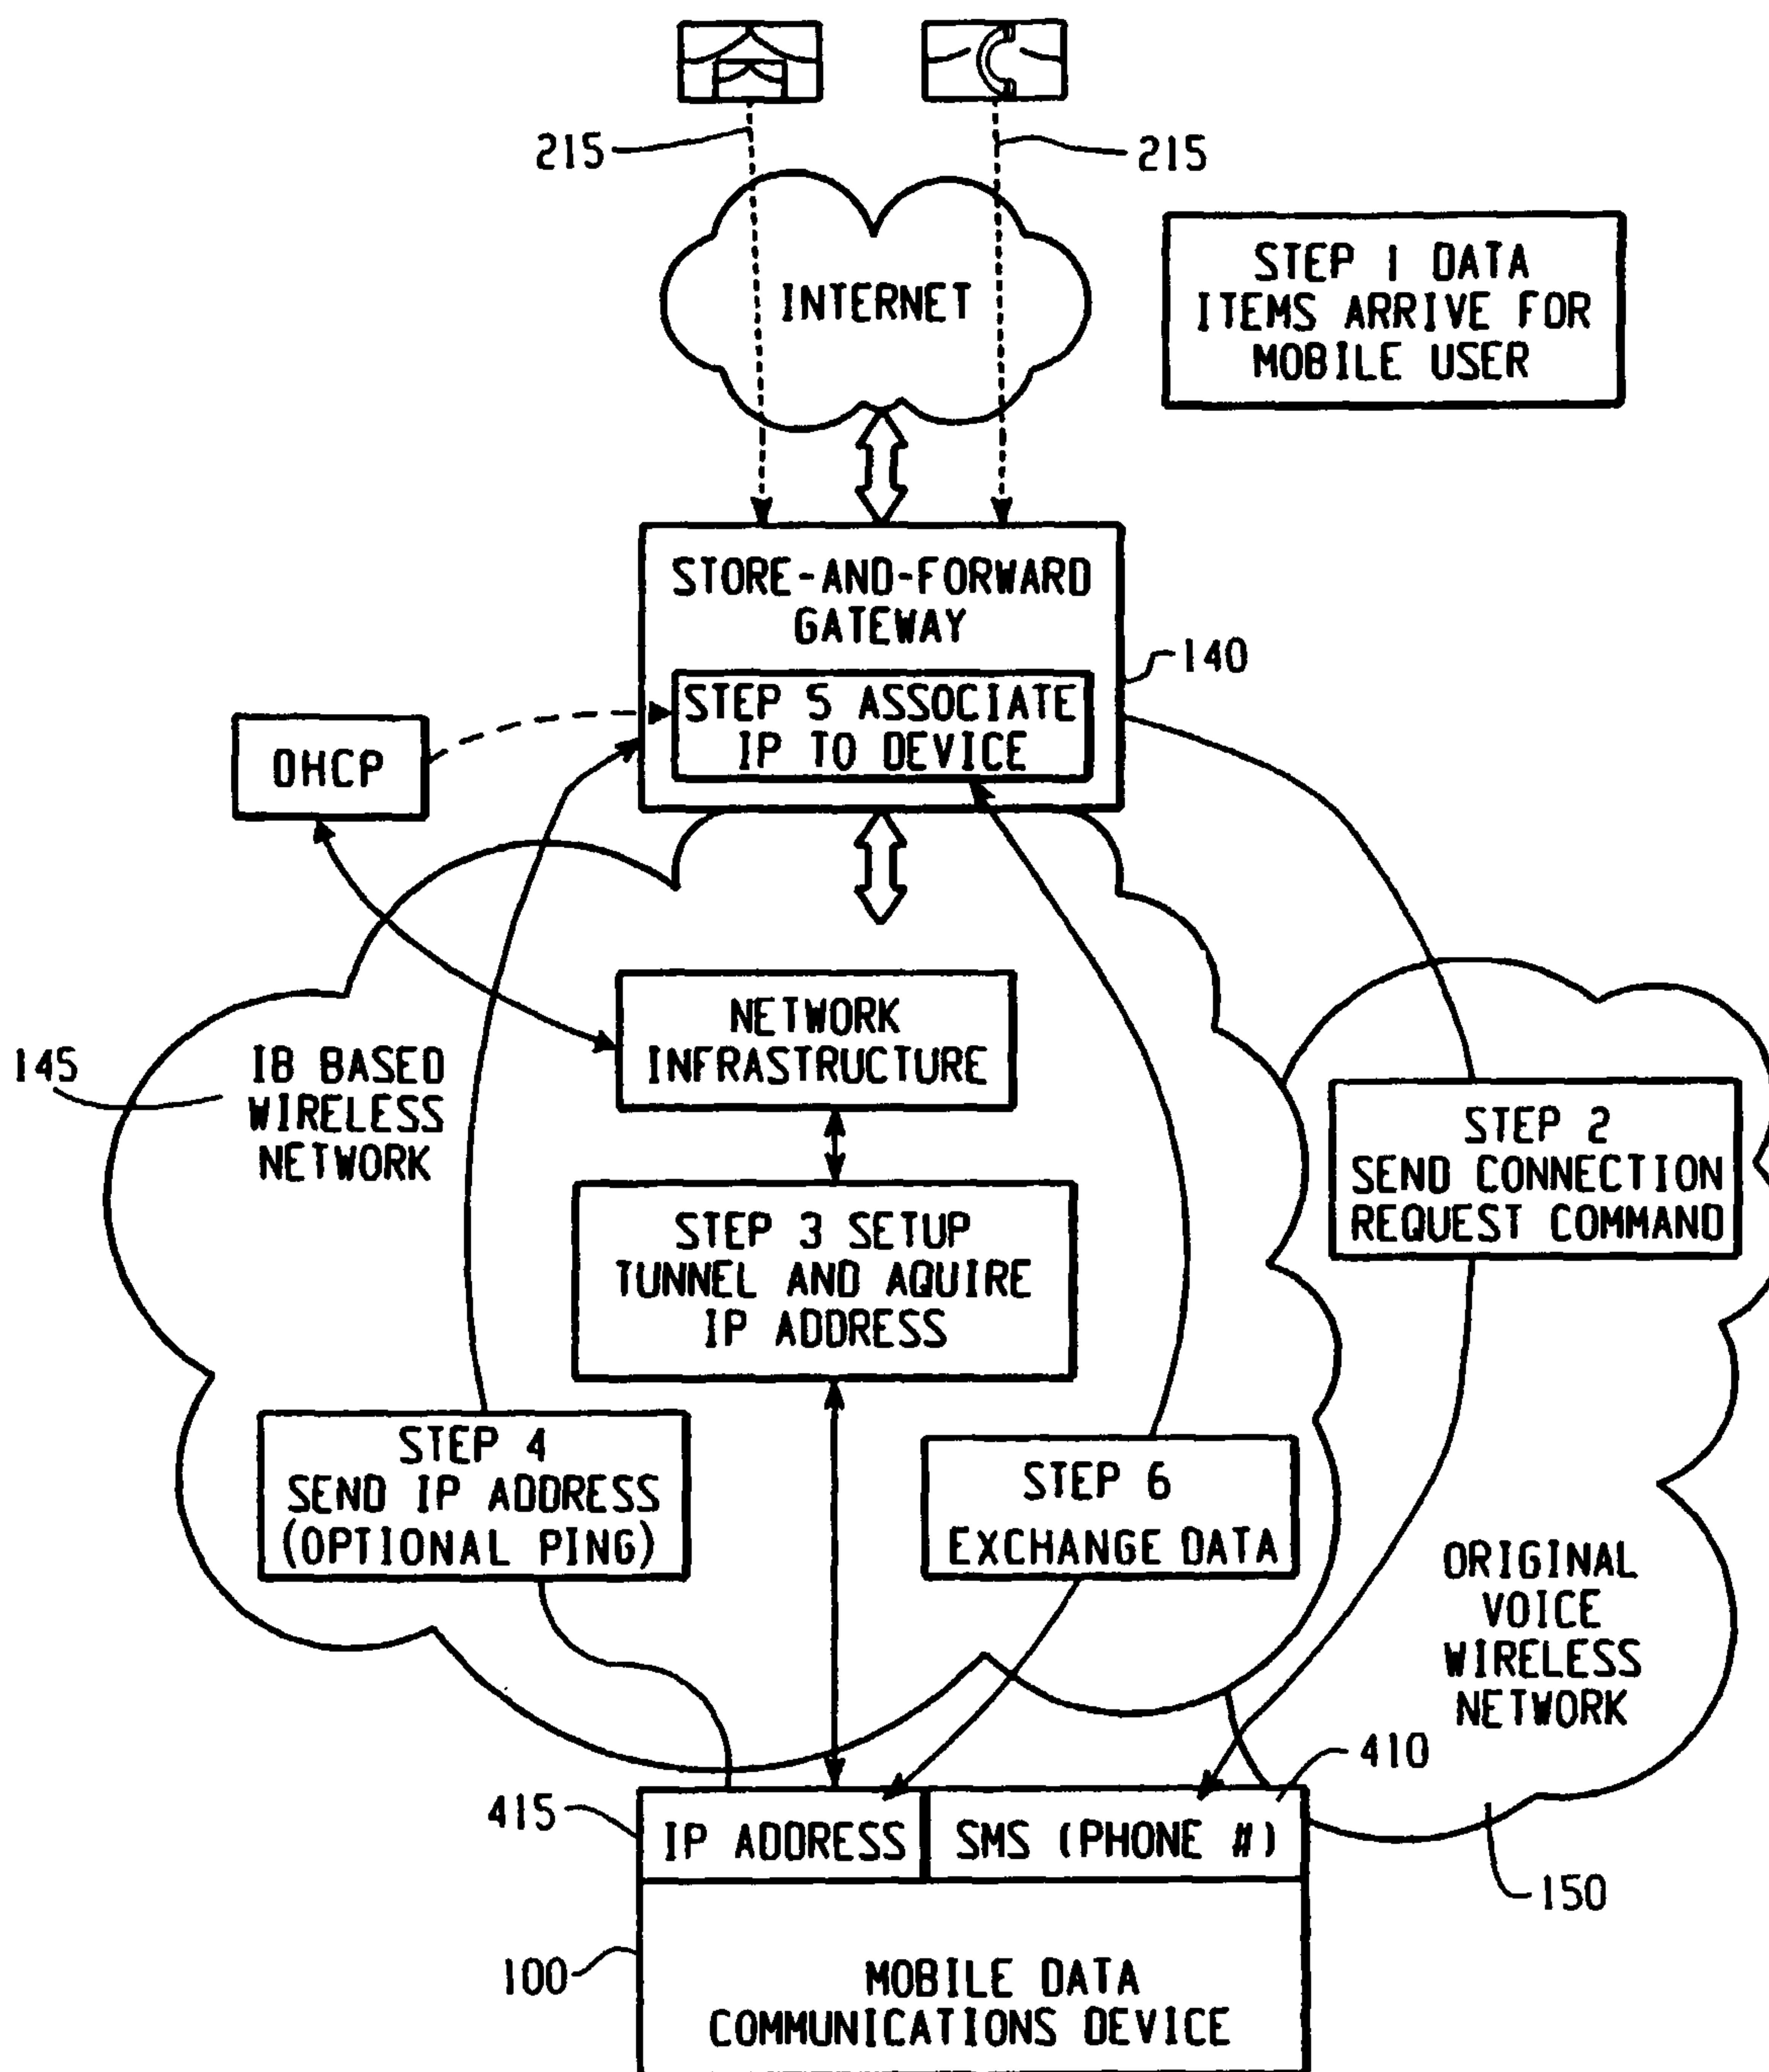 215
215
INTERNET
STEP 1 DATA
ITEMS ARRIVE FOR
MOBILE USER
STORE-AND-FORWARD
GATEWAY
140
STEP 5 ASSOCIATE
IP TO DEVICE
DHCP
NETWORK
INFRASTRUCTURE
145
IB BASED
WIRELESS
NETWORK
STEP 2
SEND CONNECTION
REQUEST COMMAND
STEP 3 SETUP
TUNNEL AND AQUIRE
IP ADDRESS
STEP 4
SEND IP ADDRESS
(OPTIONAL PING)
STEP 6
EXCHANGE DATA
ORIGINAL
VOICE
WIRELESS
NETWORK
410
415
IP ADDRESS
SMS (PHONE #)
150
100
MOBILE DATA
COMMUNICATIONS DEVICE